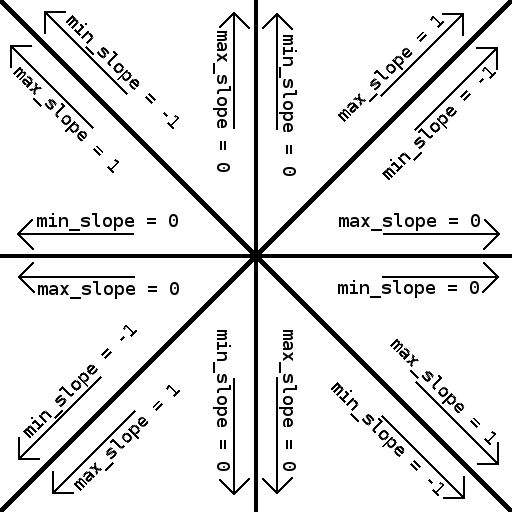 min_slope = -1
max_slope = 1
max_slope = 0
min_slope = 0
max_slope = 1
min_slope = -1
min_slope = 0
max_slope = 0
max_slope = 0
min_slope = 0
min_slope = -1
max_slope = 1
min_slope = 0
max_slope = 0
max_slope = 1
min_slope = -1